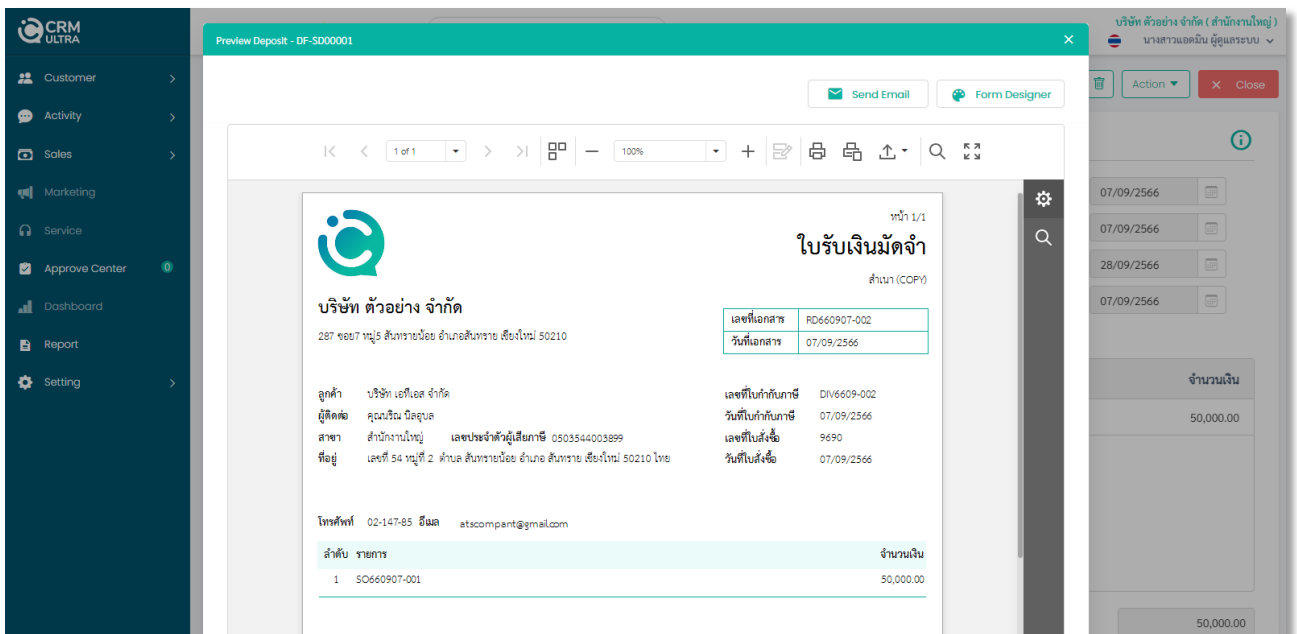 CRM
ULTRA
บริษัท ตัวอย่าง จำกัด ( สำนักงานใหญ่ )
นางสาวแอดมิน ผู้ดูแลระบบ
Preview Deposit - DF-SD00001
Customer
Activity
Sales
Marketing
Service
Approve Center 0
Dashboard
Report
Setting
Send Email Form Designer
Action Close
1 of 1 100%
หน้า 1/1
ใบรับเงินมัดจำ
สำเนา (COPY)
บริษัท ตัวอย่าง จำกัด
287 ซอย7 หมู่5 สันทรายน้อย อำเภอสันทราย เชียงใหม่ 50210
เลขที่เอกสาร RD660907-002
วันที่เอกสาร 07/09/2566
ลูกค้า บริษัท เอทีเอส จำกัด เลขที่ใบกำกับภาษี DIV6609-002
ผู้ติดต่อ คุณนริณ นิลอุบล วันที่ใบกำกับภาษี 07/09/2566
สาขา สำนักงานใหญ่ เลขประจำตัวผู้เสียภาษี 0503544003899 เลขที่ใบสั่งซื้อ 9690
ที่อยู่ เลขที่ 54 หมู่ที่ 2 ตำบล สันทรายน้อย อำเภอ สันทราย เชียงใหม่ 50210 ไทย วันที่ใบสั่งซื้อ 07/09/2566
โทรศัพท์ 02-147-85 อีเมล atscompant@gmail.com
ลำดับ รายการ จำนวนเงิน
1 SO660907-001 50,000.00
07/09/2566
07/09/2566
28/09/2566
07/09/2566
จำนวนเงิน
50,000.00
50,000.00